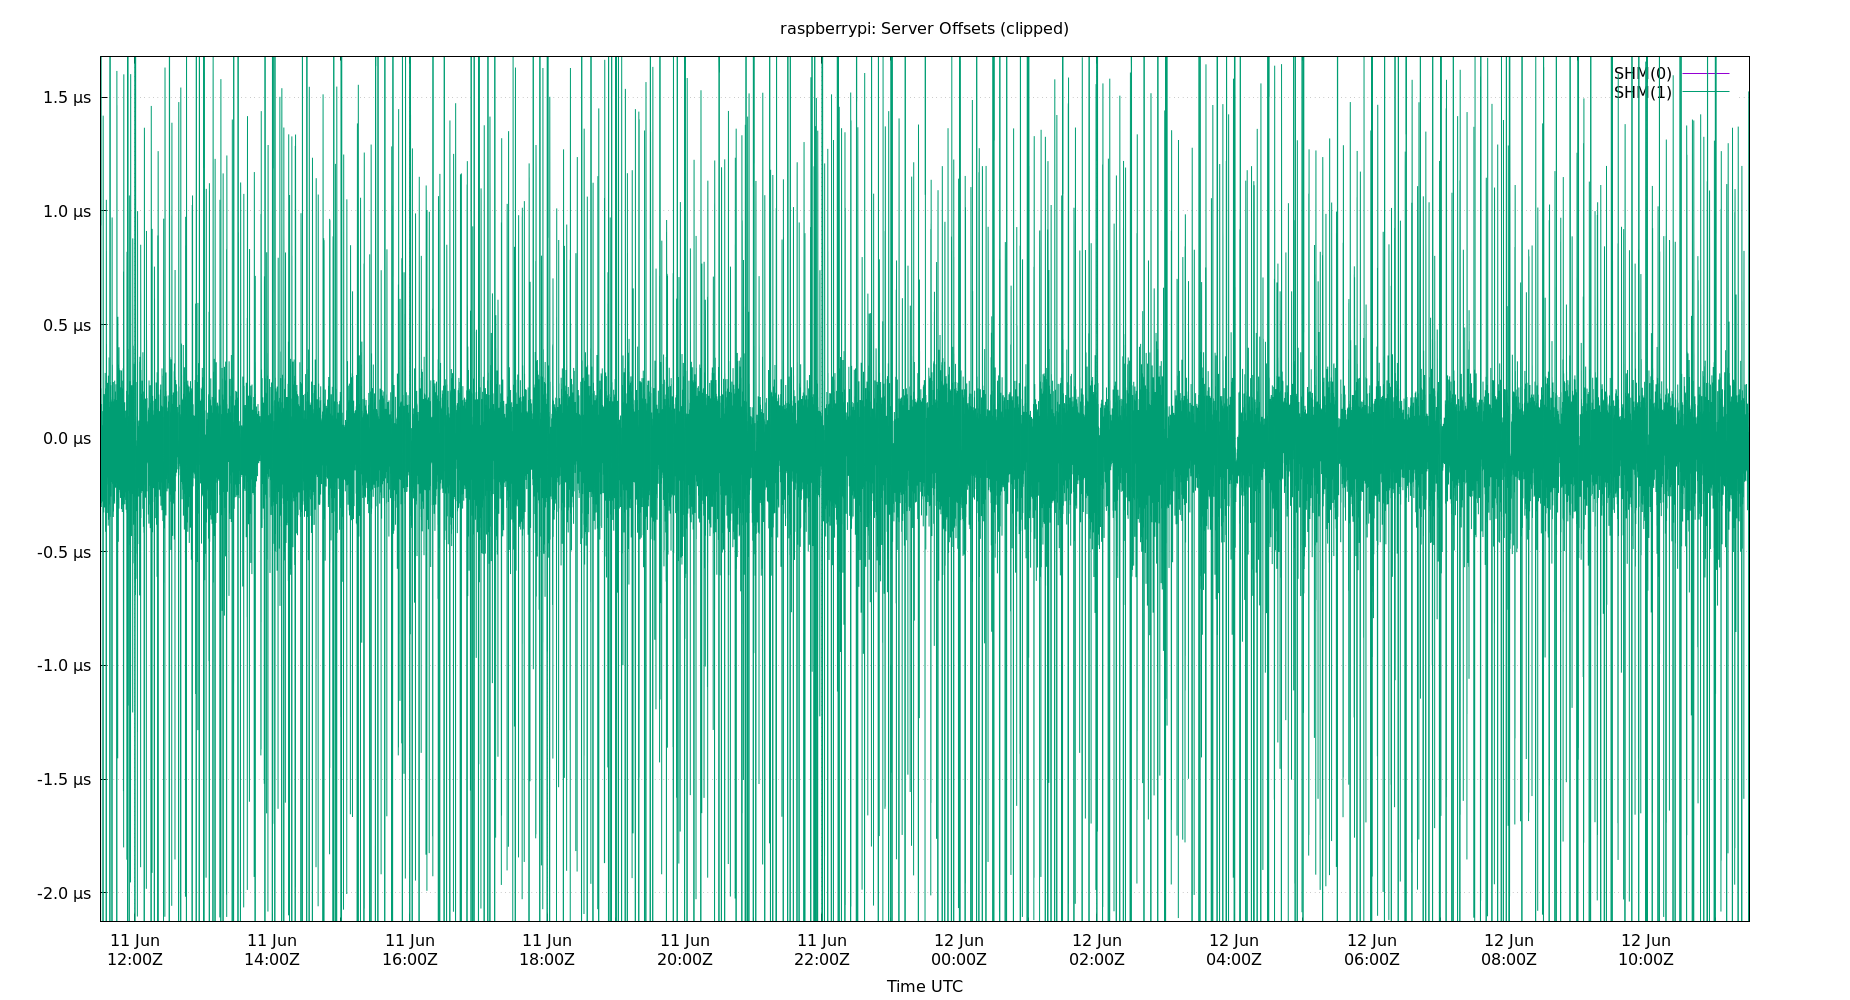 raspberrypi: Server Offsets (clipped)
SHM(0)
SHM(1)
1.5 µs
1.0 µs
0.5 µs
0.0 µs
-0.5 µs
-1.0 µs
-1.5 µs
-2.0 µs
11 Jun 11 Jun 11 Jun 11 Jun 11 Jun 11 Jun 12 Jun 12 Jun 12 Jun 12 Jun 12 Jun 12 Jun
12:00Z 14:00Z 16:00Z 18:00Z 20:00Z 22:00Z 00:00Z 02:00Z 04:00Z 06:00Z 08:00Z 10:00Z
Time UTC